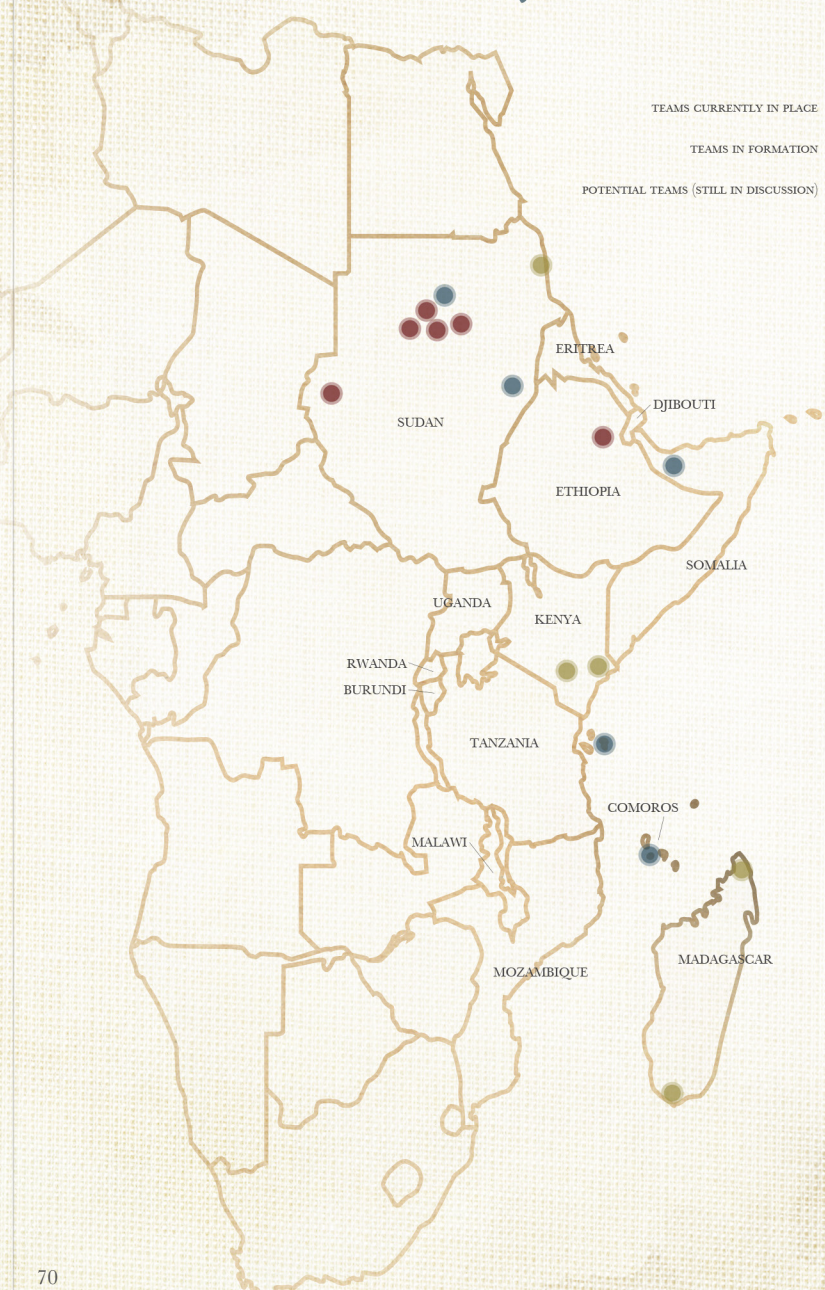 TEAMS CURRENTLY IN PLACE
TEAMS IN FORMATION
POTENTIAL TEAMS (STILL IN DISCUSSION)
ERITREA
DJIBOUTI
SUDAN
ETHIOPIA
SOMALIA
UGANDA
KENYA
RWANDA
BURUNDI
TANZANIA
COMOROS
MALAWI
MADAGASCAR
MOZAMBIQUE
70